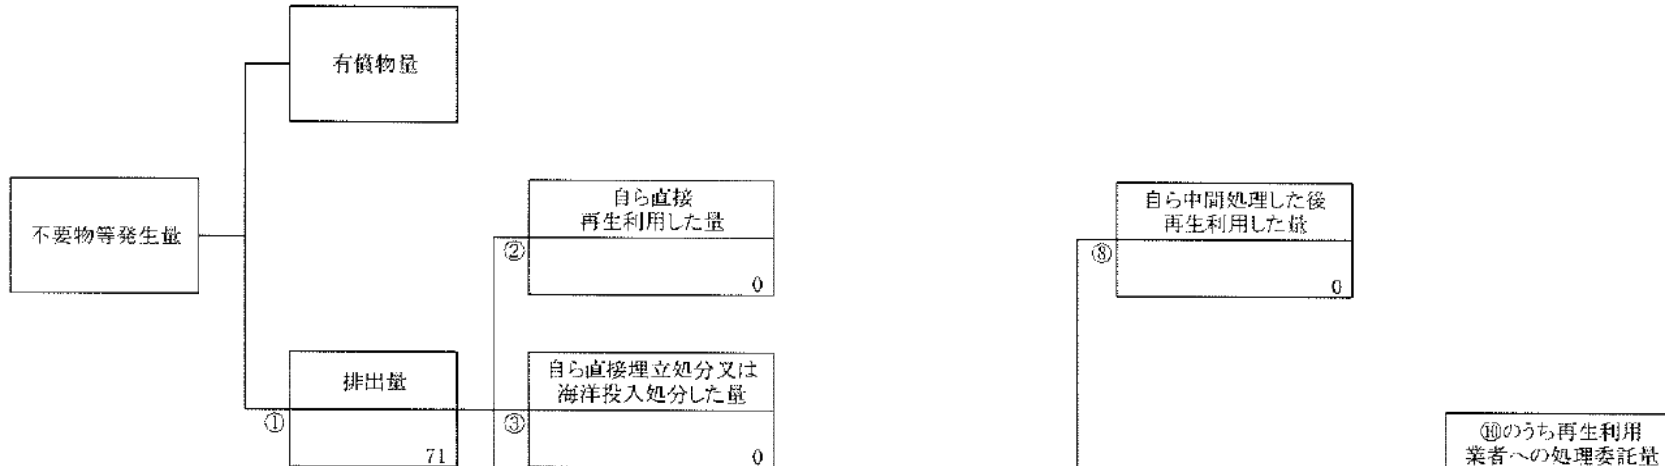 有償物量
不要物等発生量
自ら直接
再生利用した量
②
0
自ら中間処理した後
再生利用した量
⑧
0
排出量
①
71
自ら直接埋立処分又は
海洋投入処分した量
③
0
⑩のうち再生利用
業者への処理委託量